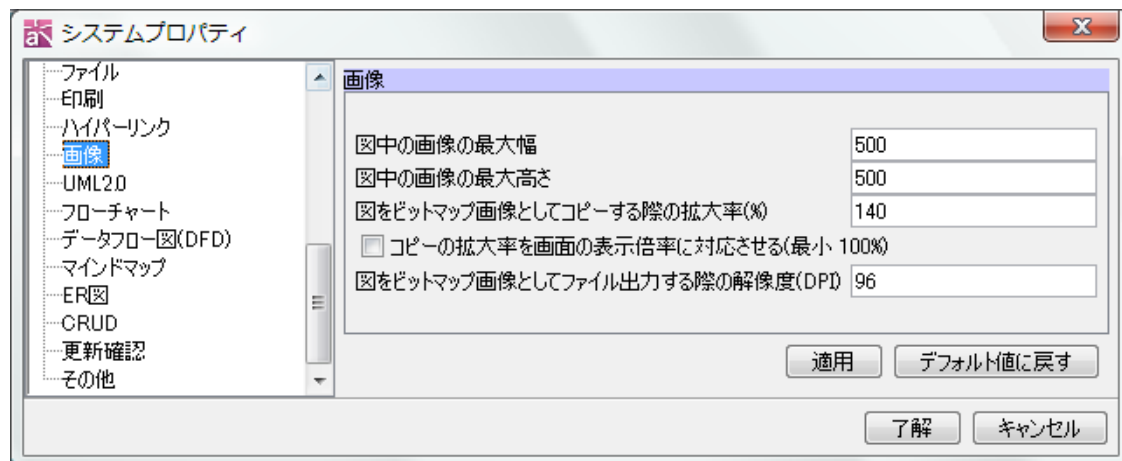 システムプロパティ
ファイル
印刷
ハイパーリンク
画像
UML2.0
フローチャート
データフロー図(DFD)
マインドマップ
ER図
CRUD
更新確認
その他
画像
図中の画像の最大幅 500
図中の画像の最大高さ 500
図をビットマップ画像としてコピーする際の拡大率(%) 140
コピーの拡大率を画面の表示倍率に対応させる(最小 100%)
図をビットマップ画像としてファイル出力する際の解像度(DPI) 96
適用 デフォルト値に戻す
了解 キャンセル